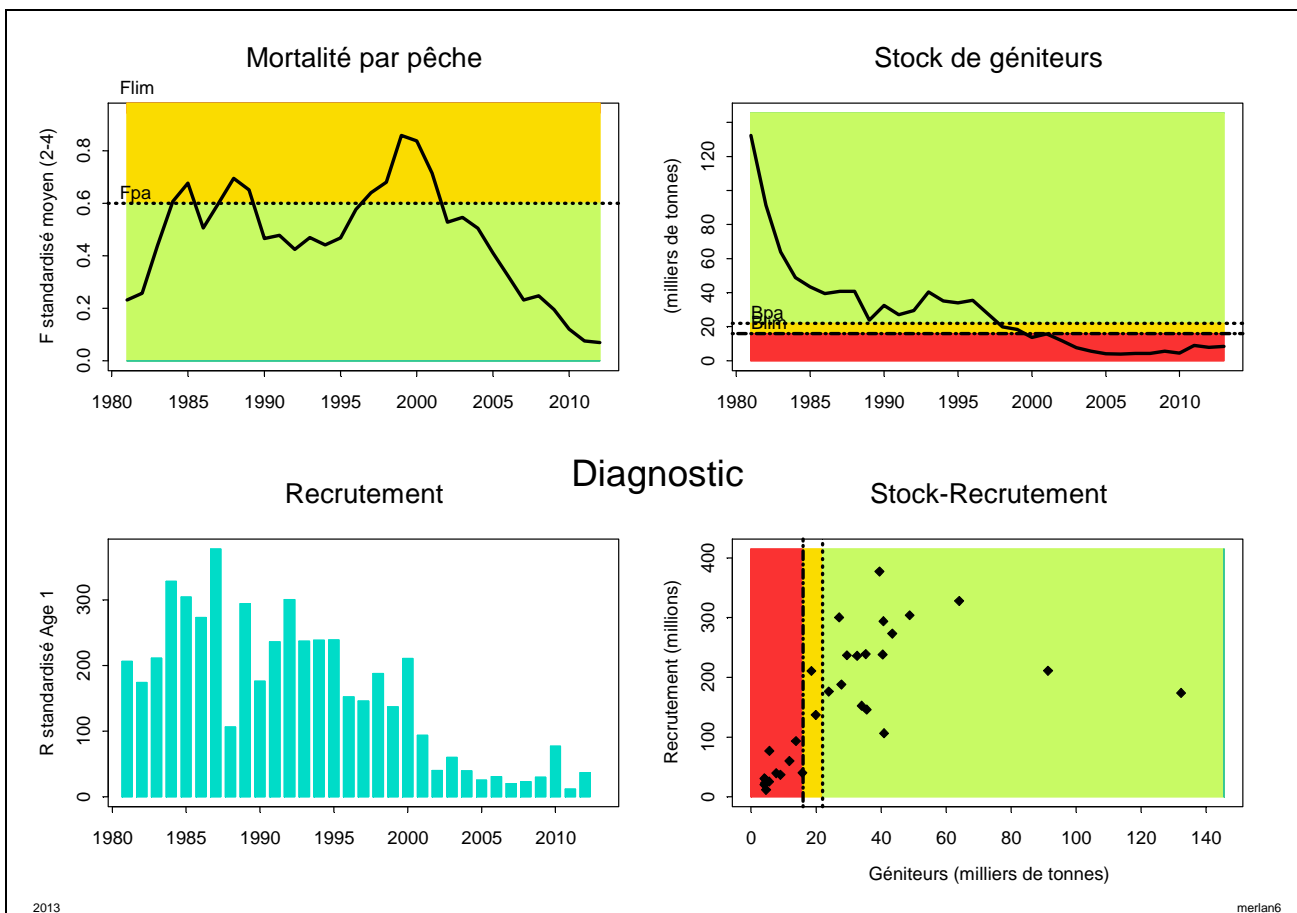 Mortalité par pêche
Flim
F standardisé moyen (2-4)
0.0 0.2 0.4 0.6 0.8
Fpa
1980 1985 1990 1995 2000 2005 2010
Stock de géniteurs
(milliers de tonnes)
0 20 40 60 80 120
Bpa
Blim
1980 1985 1990 1995 2000 2005 2010
Diagnostic
Recrutement
R standardisé Age 1
0 100 200 300
1980 1985 1990 1995 2000 2005 2010
Stock-Recrutement
Recrutement (millions)
0 100 200 300 400
0 20 40 60 80 100 120 140
Géniteurs (milliers de tonnes)
2013
merlan6